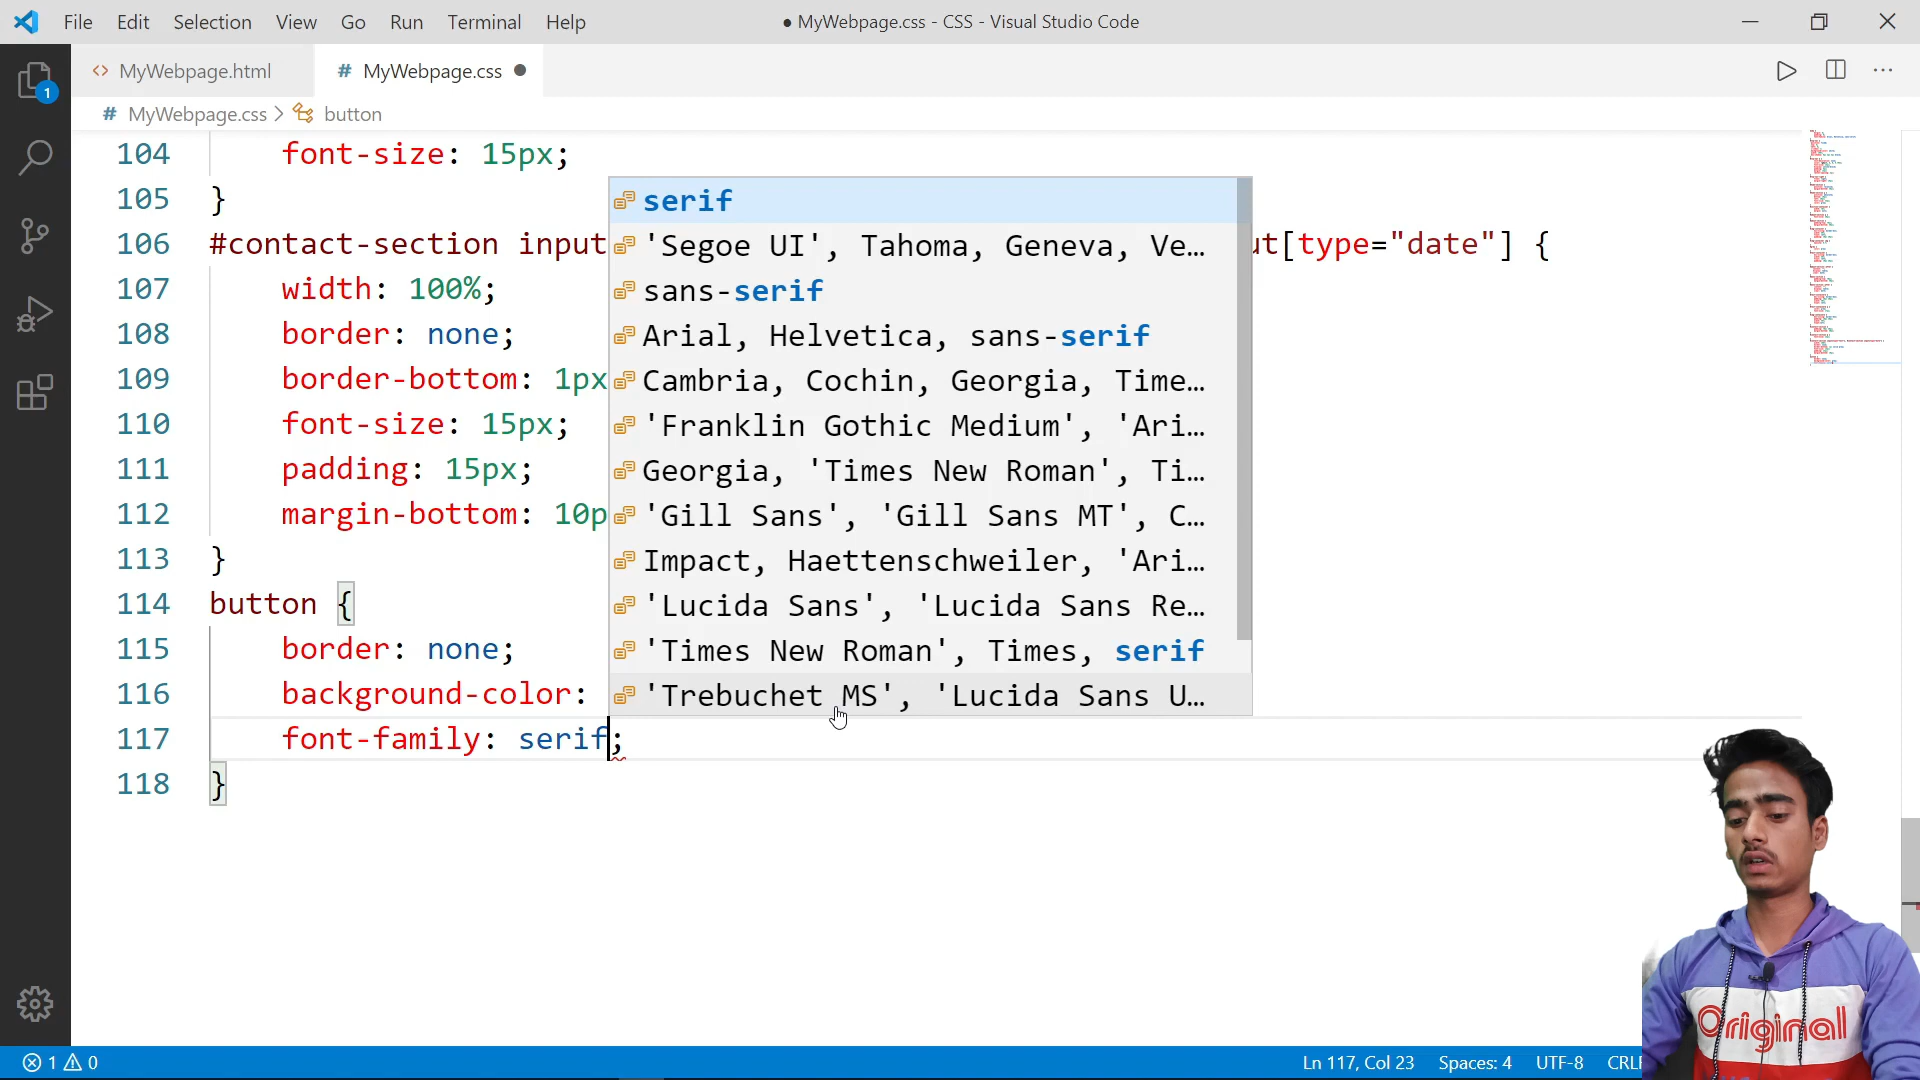 File Edit Selection View Go Run Terminal Help
● MyWebpage.css - CSS - Visual Studio Code
1
<> MyWebpage.html
# MyWebpage.css ●
# MyWebpage.css > button
104 font-size: 15px;
105 }
106 #contact-section input ut[type="date"] {
107 width: 100%;
108 border: none;
109 border-bottom: 1px
110 font-size: 15px;
111 padding: 15px;
112 margin-bottom: 10p
113 }
114 button {
115 border: none;
116 background-color:
117 font-family: serif;
118 }
serif
'Segoe UI', Tahoma, Geneva, Ve…
sans-serif
Arial, Helvetica, sans-serif
Cambria, Cochin, Georgia, Time…
'Franklin Gothic Medium', 'Ari…
Georgia, 'Times New Roman', Ti…
'Gill Sans', 'Gill Sans MT', C…
Impact, Haettenschweiler, 'Ari…
'Lucida Sans', 'Lucida Sans Re…
'Times New Roman', Times, serif
'Trebuchet MS', 'Lucida Sans U…
Original
1 0
Ln 117, Col 23 Spaces: 4 UTF-8 CRLF